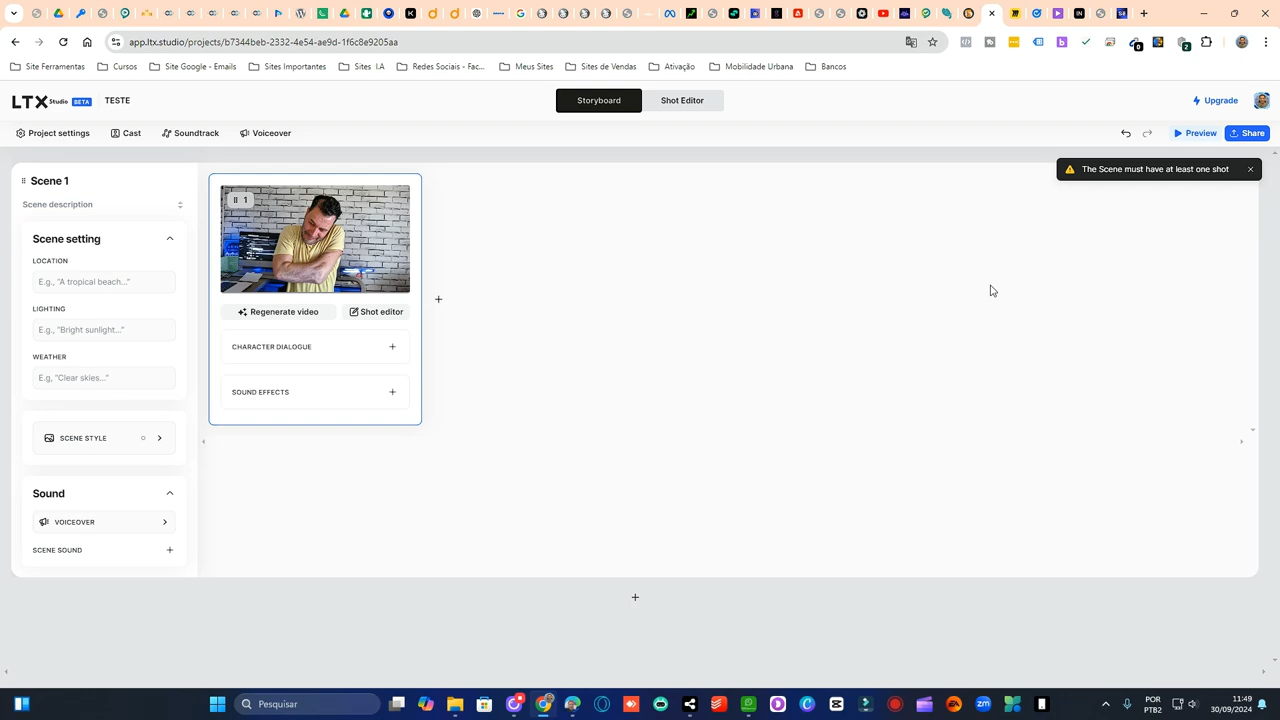 app.ltx.studio/projects/b7344beb-2332-4e54-ae9d-1f6c8e9205aa
Site Ferramentas
Cursos
Site Google - Emails
Sites Importantes
Sites I.A
Redes Sociais - Fac...
Meus Sites
Sites de Vendas
Ativação
Mobilidade Urbana
Bancos
LTX Studio BETA
TESTE
Storyboard
Shot Editor
Upgrade
Project settings
Cast
Soundtrack
Voiceover
Preview
Share
The Scene must have at least one shot
Scene 1
Scene description
Scene setting
LOCATION
E.g., "A tropical beach..."
LIGHTING
E.g., "Bright sunlight..."
WEATHER
E.g, "Clear skies..."
SCENE STYLE
Sound
VOICEOVER
SCENE SOUND
1
Regenerate video
Shot editor
CHARACTER DIALOGUE
SOUND EFFECTS
Pesquisar
POR
PTB2
11:49
30/09/2024